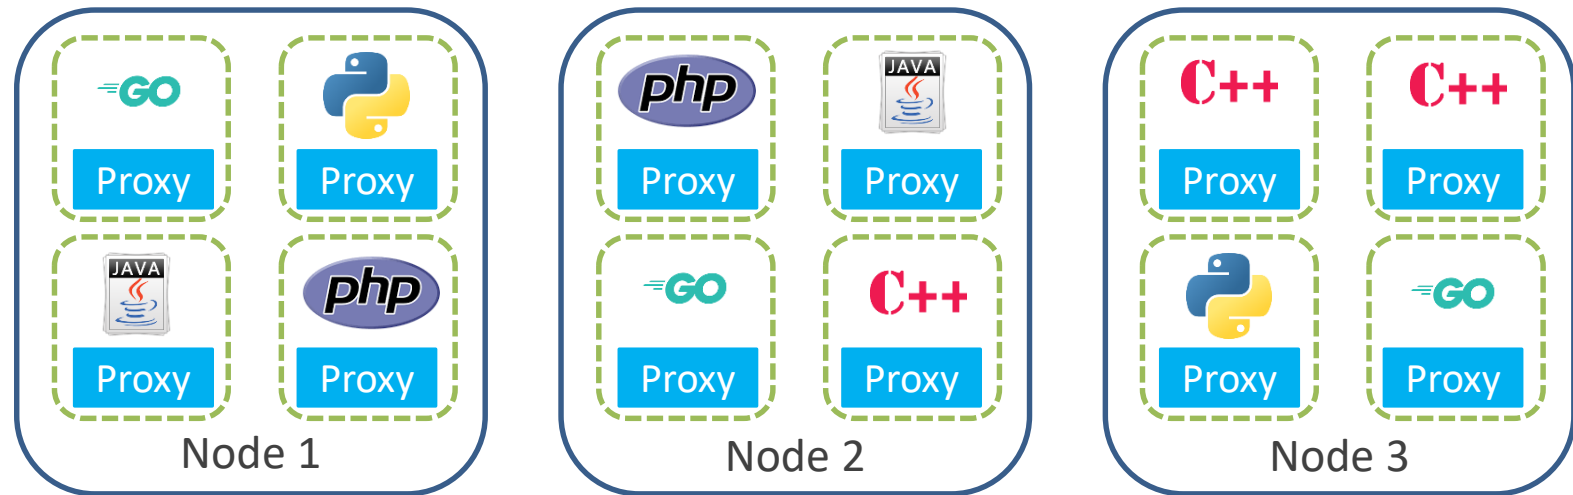 GO
Proxy
Proxy
JAVA
Proxy
php
Proxy
Node 1
php
Proxy
JAVA
Proxy
GO
Proxy
C++
Proxy
Node 2
C++
Proxy
C++
Proxy
Proxy
GO
Proxy
Node 3